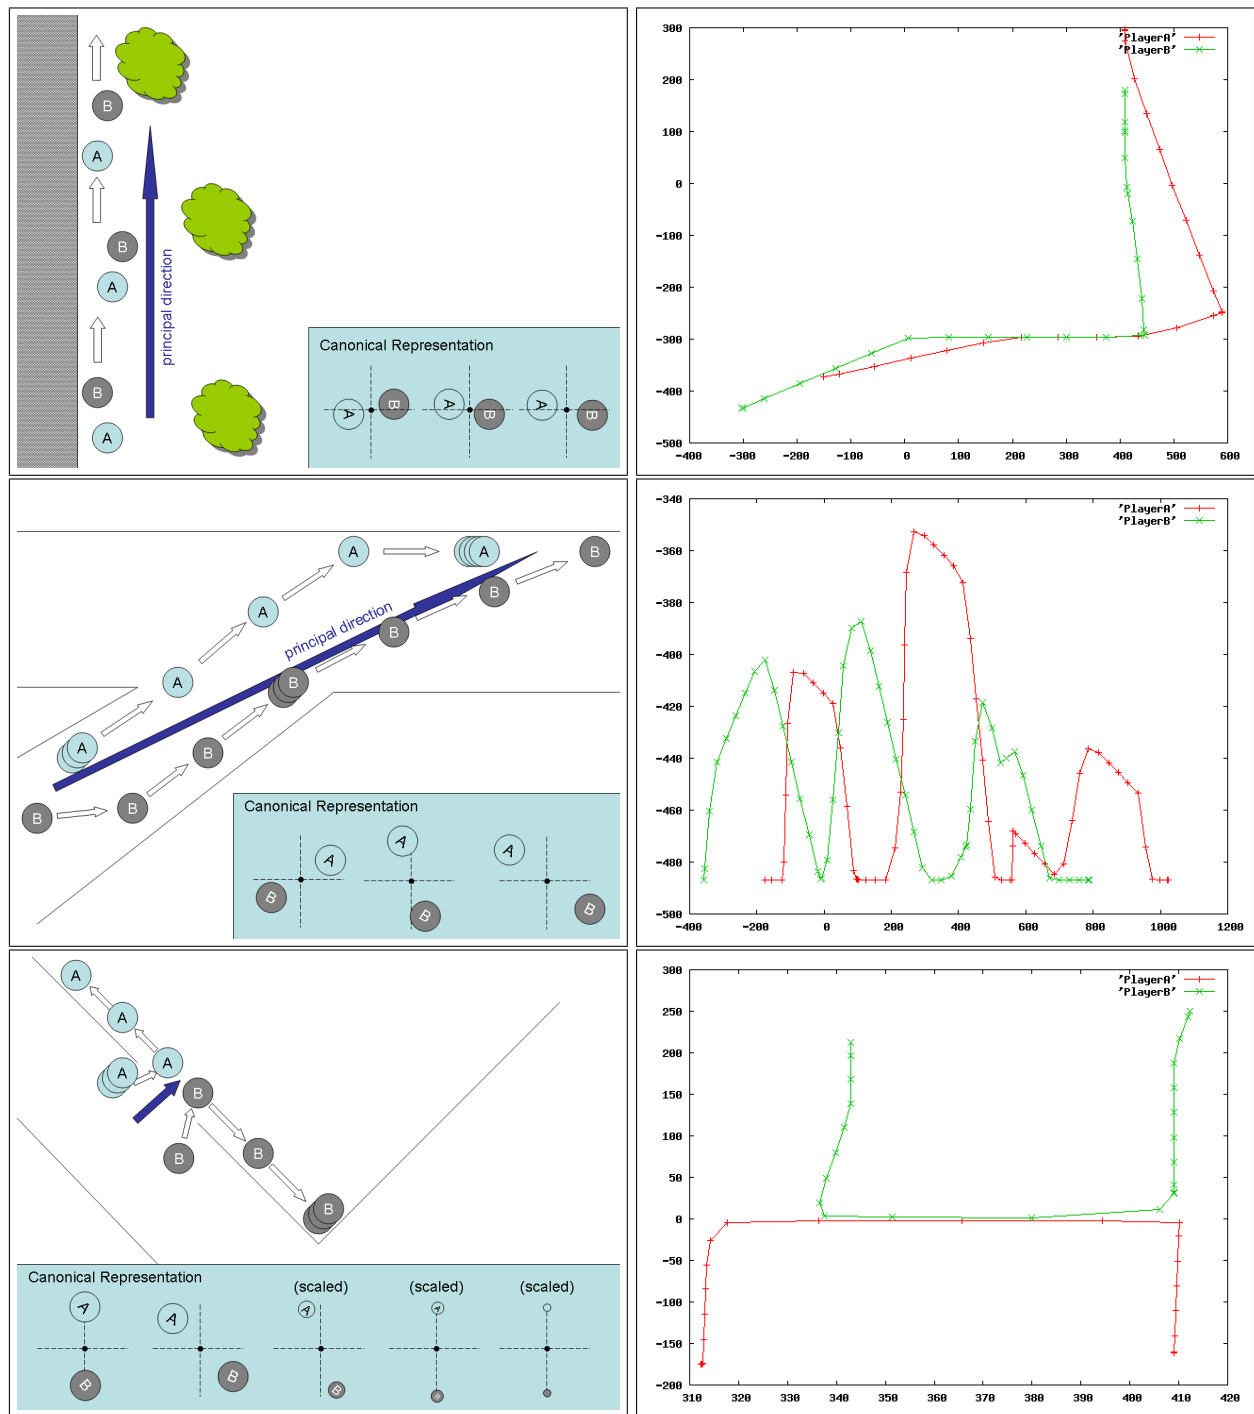 B
A
B
A
B
A
principal direction
Canonical Representation
A B A B A B
'PlayerA'
'PlayerB'
300
200
100
0
-100
-200
-300
-400
-500
-400 -300 -200 -100 0 100 200 300 400 500 600
A A B
A B
principal direction
B
A
B
A
B
B B
Canonical Representation
A A A
B B B
'PlayerA'
'PlayerB'
-340
-360
-380
-400
-420
-440
-460
-480
-500
-400 -200 0 200 400 600 800 1000 1200
A
A
A
A
B
B
B
B
Canonical Representation
(scaled) (scaled) (scaled)
A A A A
B B B B
'PlayerA'
'PlayerB'
300
250
200
150
100
50
0
-50
-100
-150
-200
310 320 330 340 350 360 370 380 390 400 410 420